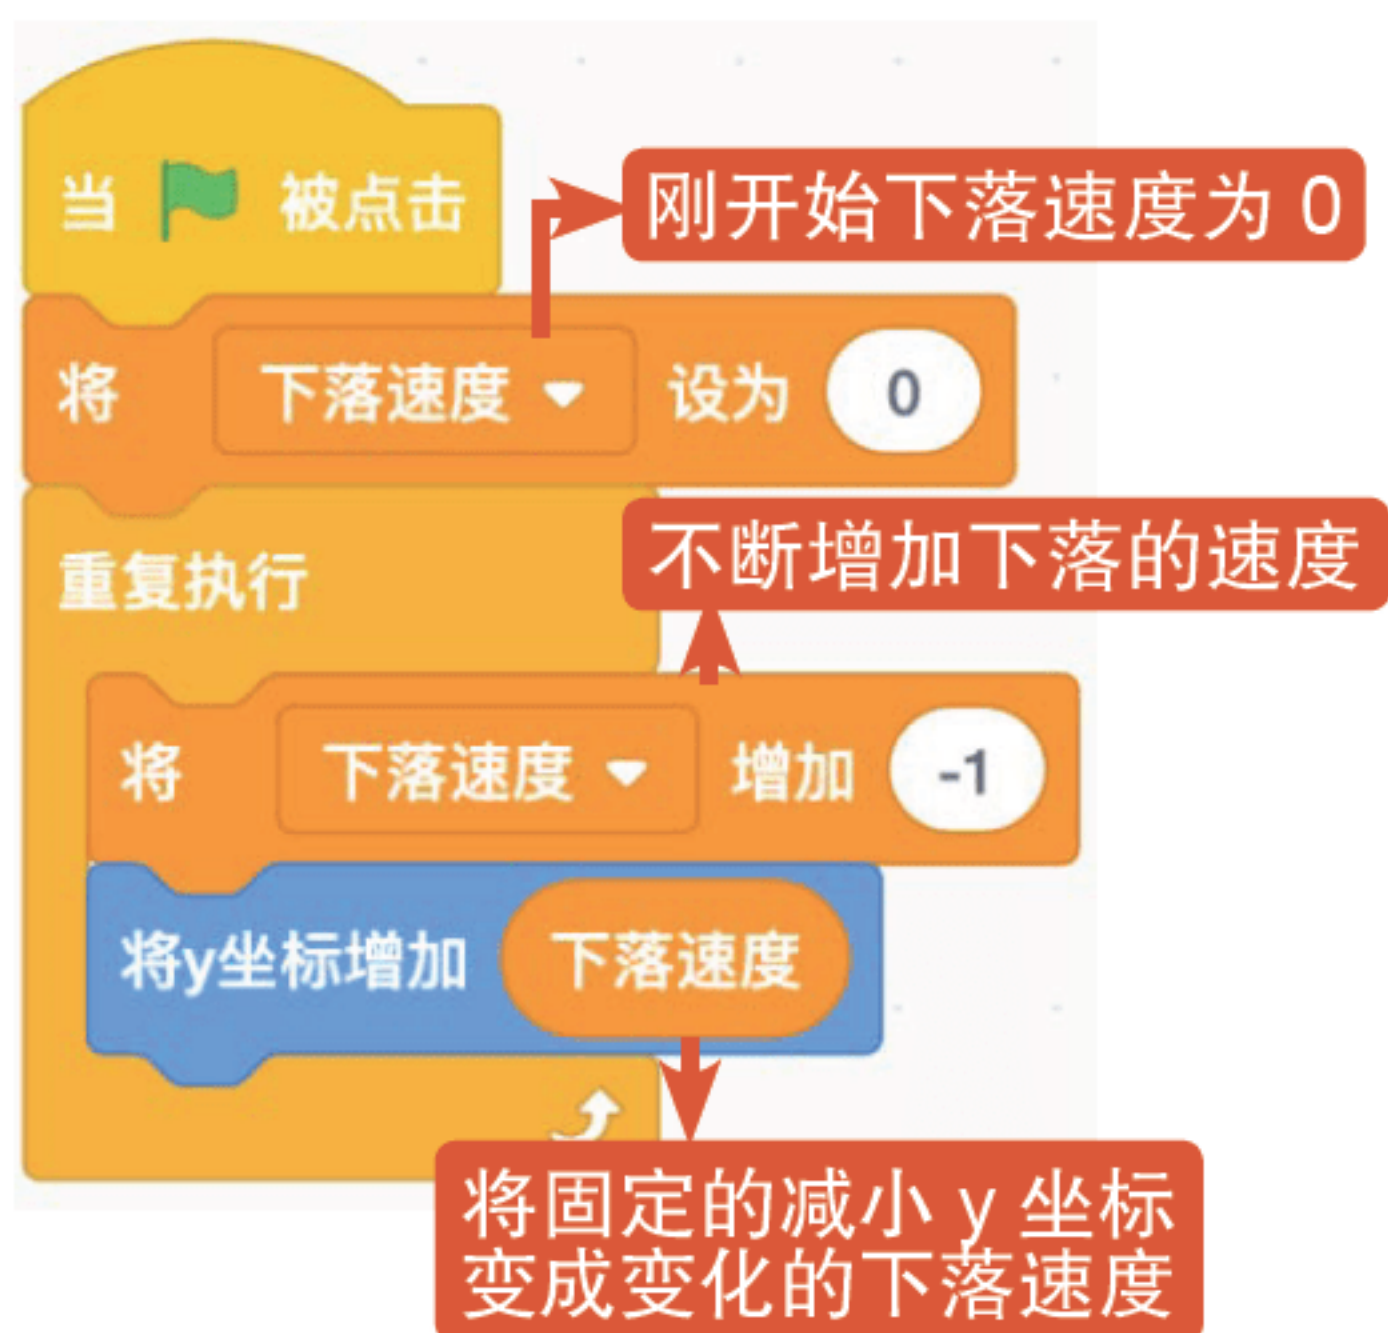 当 被点击
刚开始下落速度为 0
将 下落速度 设为 0
不断增加下落的速度
重复执行
将 下落速度 增加 -1
将y坐标增加 下落速度
将固定的减小 y 坐标
变成变化的下落速度